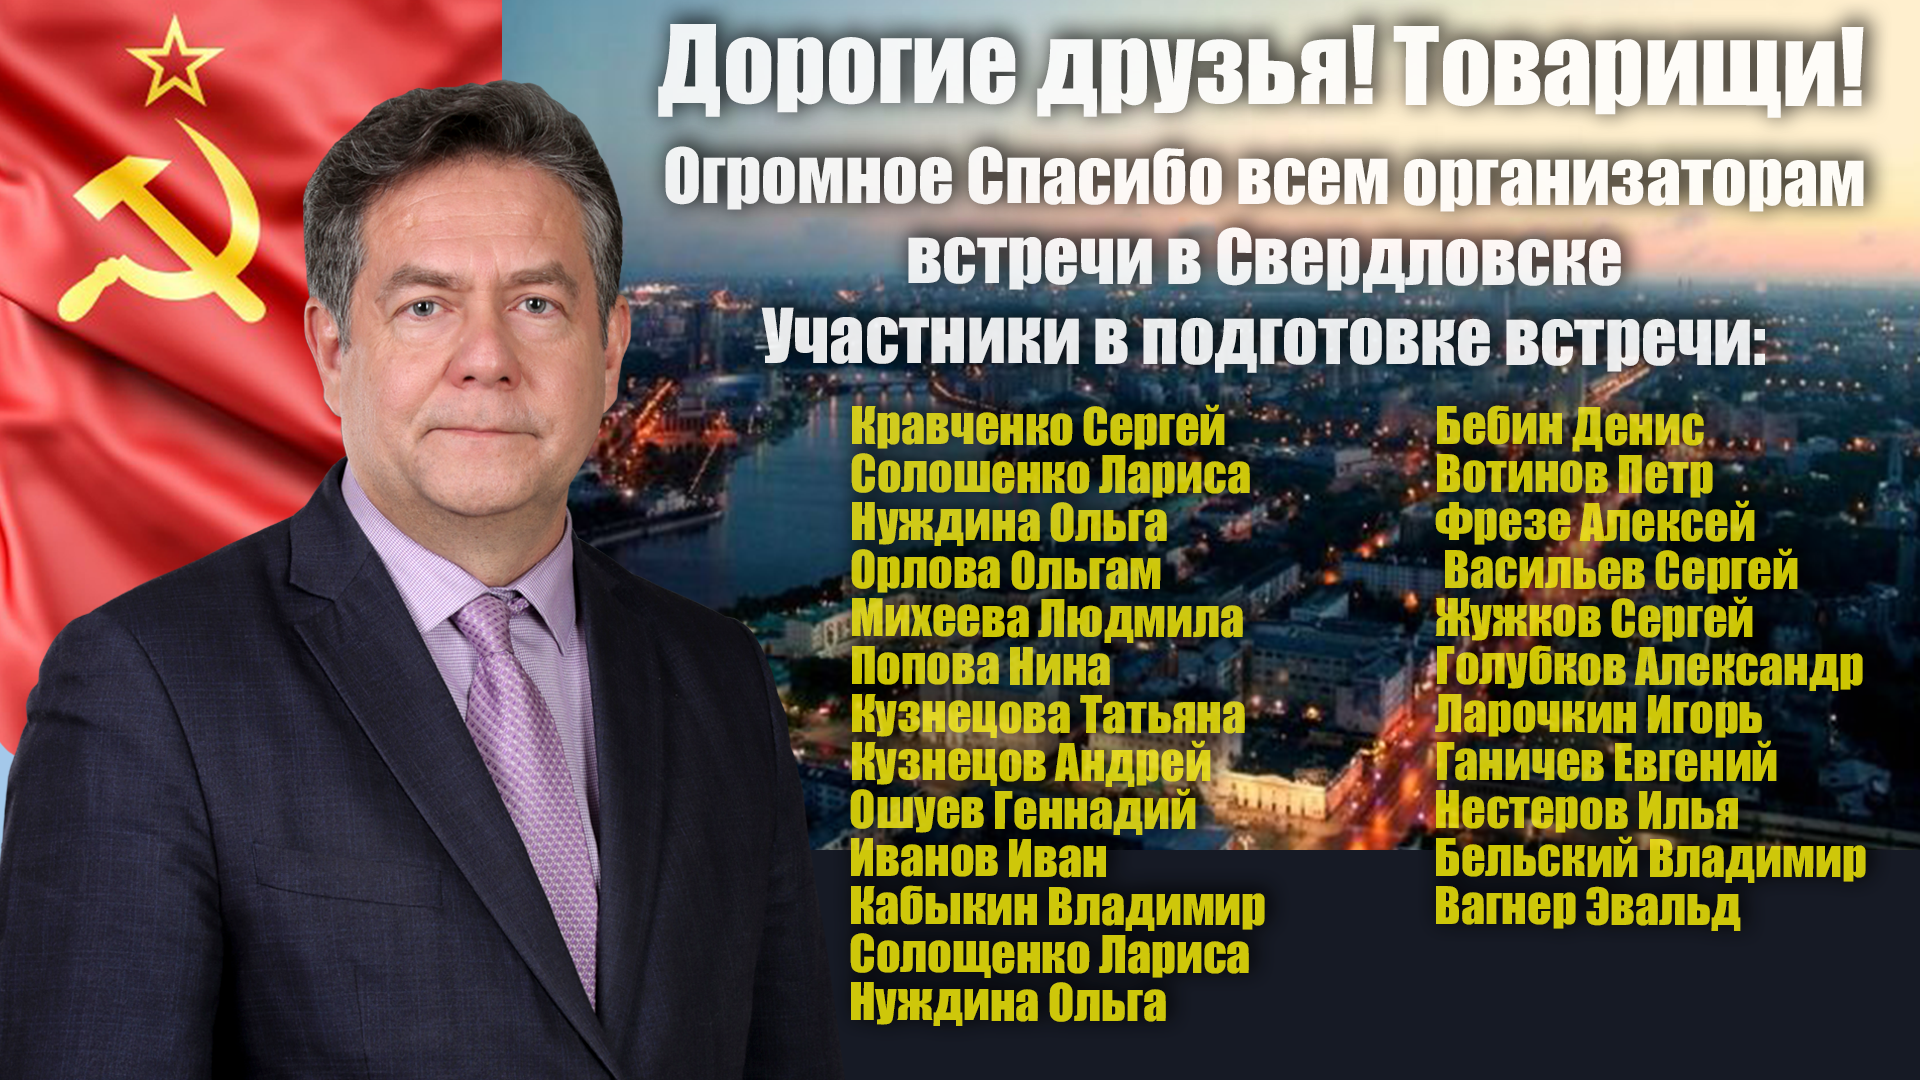 Дорогие друзья! Товарищи!
Огромное Спасибо всем организаторам
встречи в Свердловске
Участники в подготовке встречи:
Кравченко Сергей
Солошенко Лариса
Нуждина Ольга
Орлова Ольгам
Михеева Людмила
Попова Нина
Кузнецова Татьяна
Кузнецов Андрей
Ошуев Геннадий
Иванов Иван
Кабыкин Владимир
Солощенко Лариса
Нуждина Ольга
Бебин Денис
Вотинов Петр
Фрезе Алексей
Васильев Сергей
Жужков Сергей
Голубков Александр
Ларочкин Игорь
Ганичев Евгений
Нестеров Илья
Бельский Владимир
Вагнер Эвальд